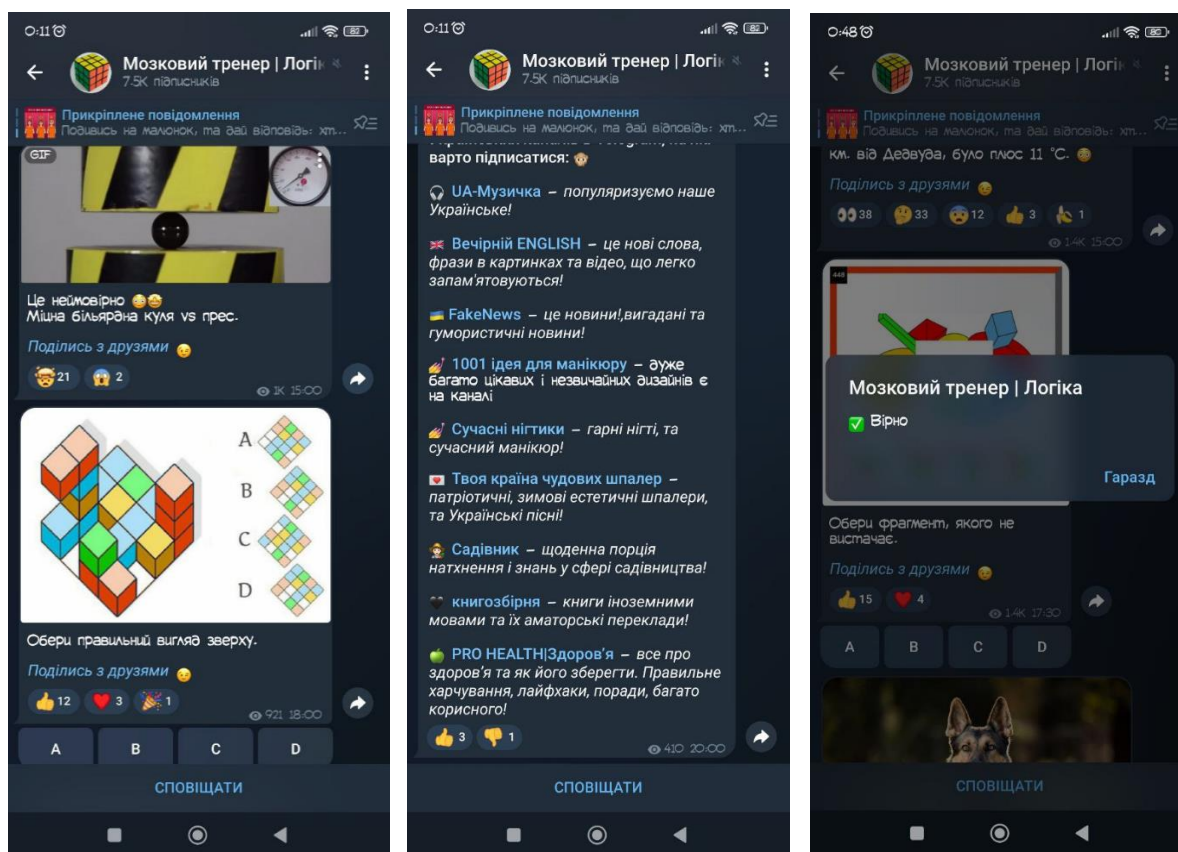 0:11
82
Мозковий тренер | Логік
7.5K підписників
Прикріплене повідомлення
Подивись на малюнок, та дай відповідь: хт...
GIF
Це неймовірно
Міцна більярдна куля vs прес.
Поділись з друзями
21 2
1K 15:00
A
B
C
D
Обери правильний вигляд зверху.
Поділись з друзями
12 3 1
921 18:00
A B C D
СПОВІЩАТИ
0:11
82
Мозковий тренер | Логік
7.5K підписників
Прикріплене повідомлення
Подивись на малюнок, та дай відповідь: хт...
варто підписатися:
UA-Музичка – популяризуємо наше
Українське!
Вечірній ENGLISH – це нові слова,
фрази в картинках та відео, що легко
запам'ятовуються!
FakeNews – це новини!,вигадані та
гумористичні новини!
1001 ідея для манікюру – дуже
багато цікавих і незвичайних дизайнів є
на каналі
Сучасні нігтики – гарні нігті, та
сучасний манікюр!
Твоя країна чудових шпалер –
патріотичні, зимові естетичні шпалери,
та Українські пісні!
Садівник – щоденна порція
натхнення і знань у сфері садівництва!
книгозбірня – книги іноземними
мовами та їх аматорські переклади!
PRO HEALTH|Здоров'я – все про
здоров'я та як його зберегти. Правильне
харчування, лайфхаки, поради, багато
корисного!
3 1
410 20:00
СПОВІЩАТИ
0:48
80
Мозковий тренер | Логі
7.5K підписників
Прикріплене повідомлення
Подивись на малюнок, та дай відповідь: хт...
км. від Дедвуда, було плюс 11 °C.
Поділись з друзями
38 33 12 3 1
1.4K 15:00
448
Мозковий тренер | Логіка
Вірно
Гаразд
Обери фрагмент, якого не
вистачає.
Поділись з друзями
15 4
1.4K 17:30
A B C D
СПОВІЩАТИ